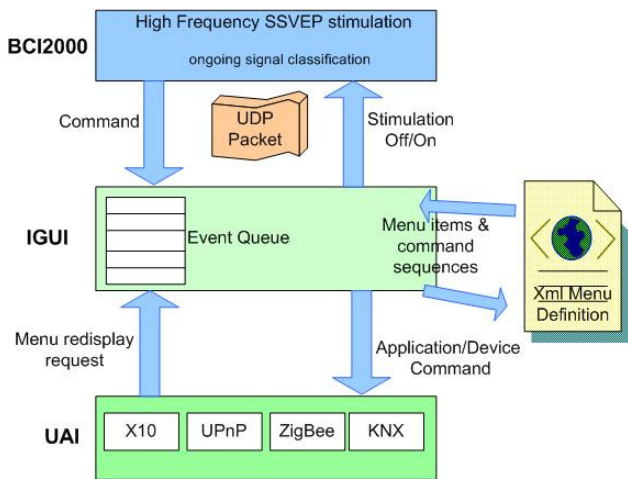 BCI2000
High Frequency SSVEP stimulation
ongoing signal classification
Command
UDP
Packet
Stimulation
Off/On
IGUI
Event Queue
Menu items &
command
sequences
Xml Menu
Definition
Menu redisplay
request
Application/Device
Command
UAI
X10
UPnP
ZigBee
KNX